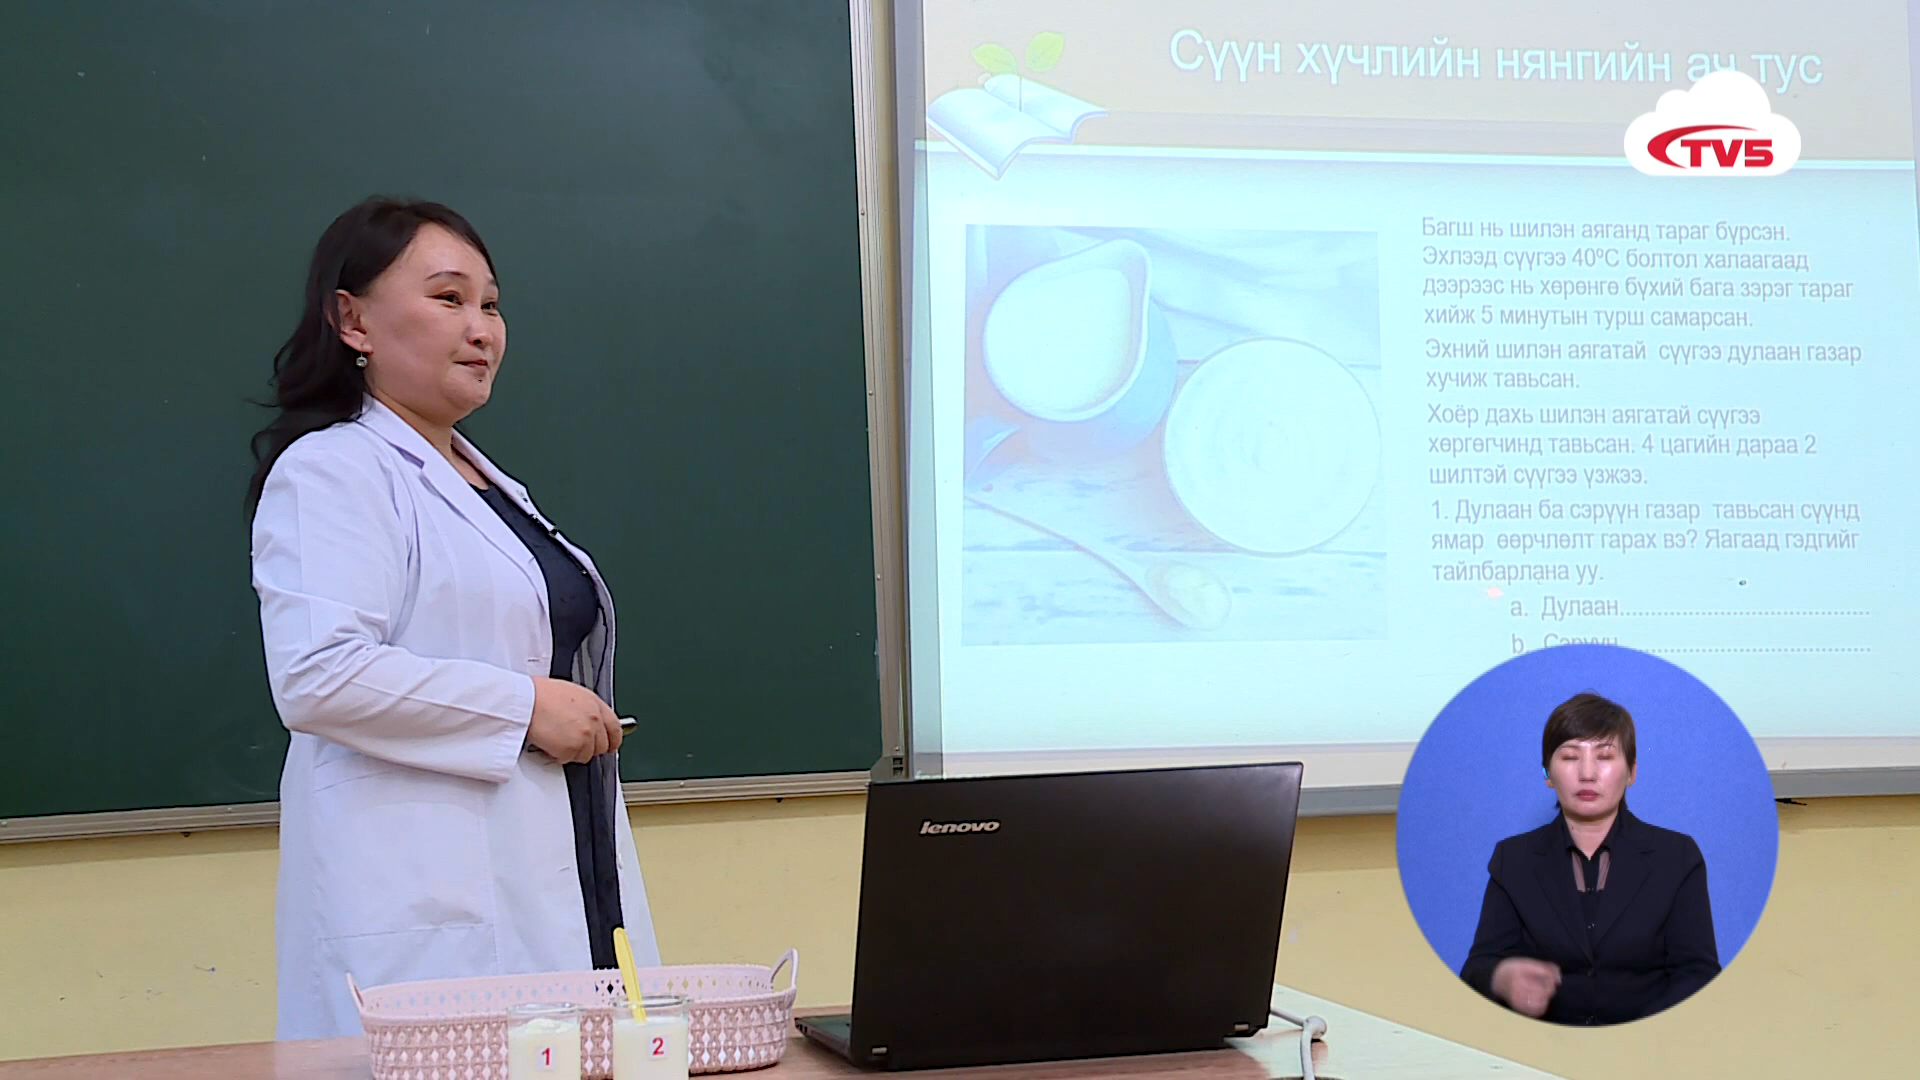 Сүүн хүчлийн нянгийн ач тус
TV5
Багш нь шилэн аяганд тараг бүрсэн.
Эхлээд сүүгээ 40ºC болтол халаагаад
дээрээс нь хөрөнгө бүхий бага зэрэг тараг
хийж 5 минутын турш самарсан.
Эхний шилэн аягатай сүүгээ дулаан газар
хучиж тавьсан.
Хоёр дахь шилэн аягатай сүүгээ
хөргөгчинд тавьсан. 4 цагийн дараа 2
шилтэй сүүгээ үзжээ.
1. Дулаан ба сэрүүн газар тавьсан сүүнд
ямар өөрчлөлт гарах вэ? Яагаад гэдгийг
тайлбарлана уу.
a. Дулаан........................................
b. Сэрүүн........................................
lenovo
1
2